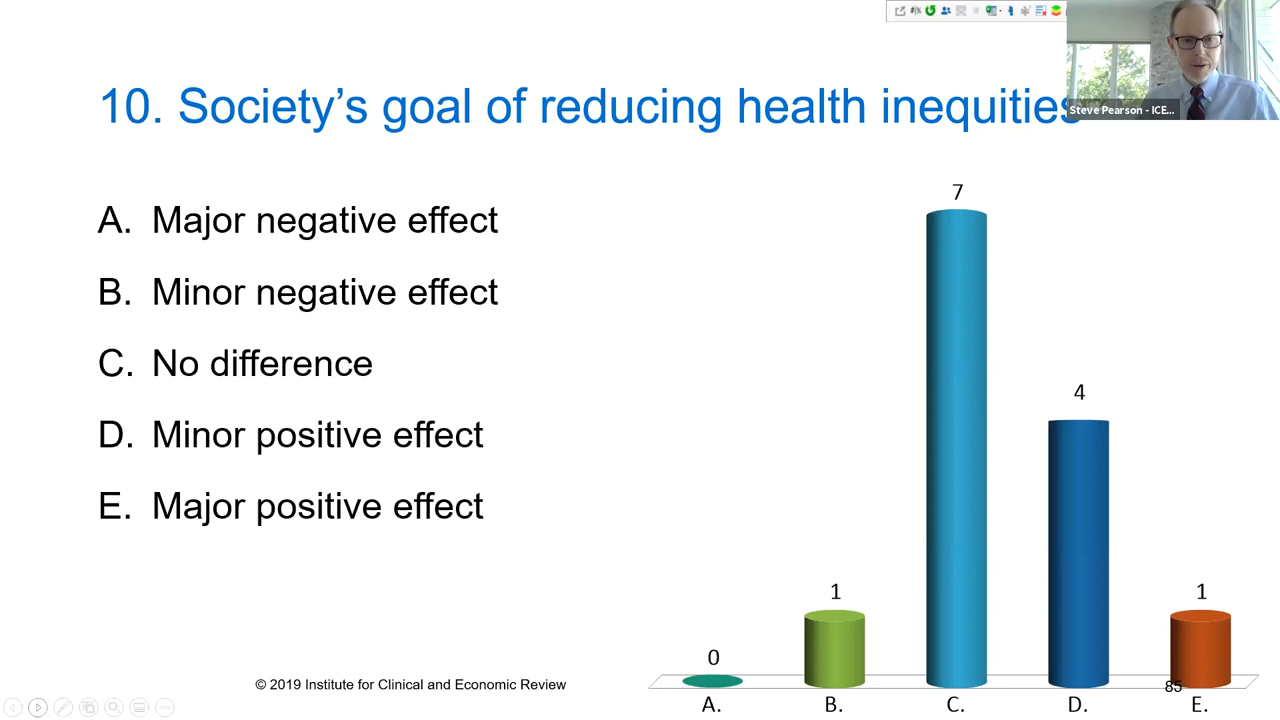 10. Society’s goal of reducing health inequities
Steve Pearson - ICE...
A. Major negative effect
B. Minor negative effect
C. No difference
D. Minor positive effect
E. Major positive effect
7
4
1
1
0
© 2019 Institute for Clinical and Economic Review
85
A. B. C. D. E.